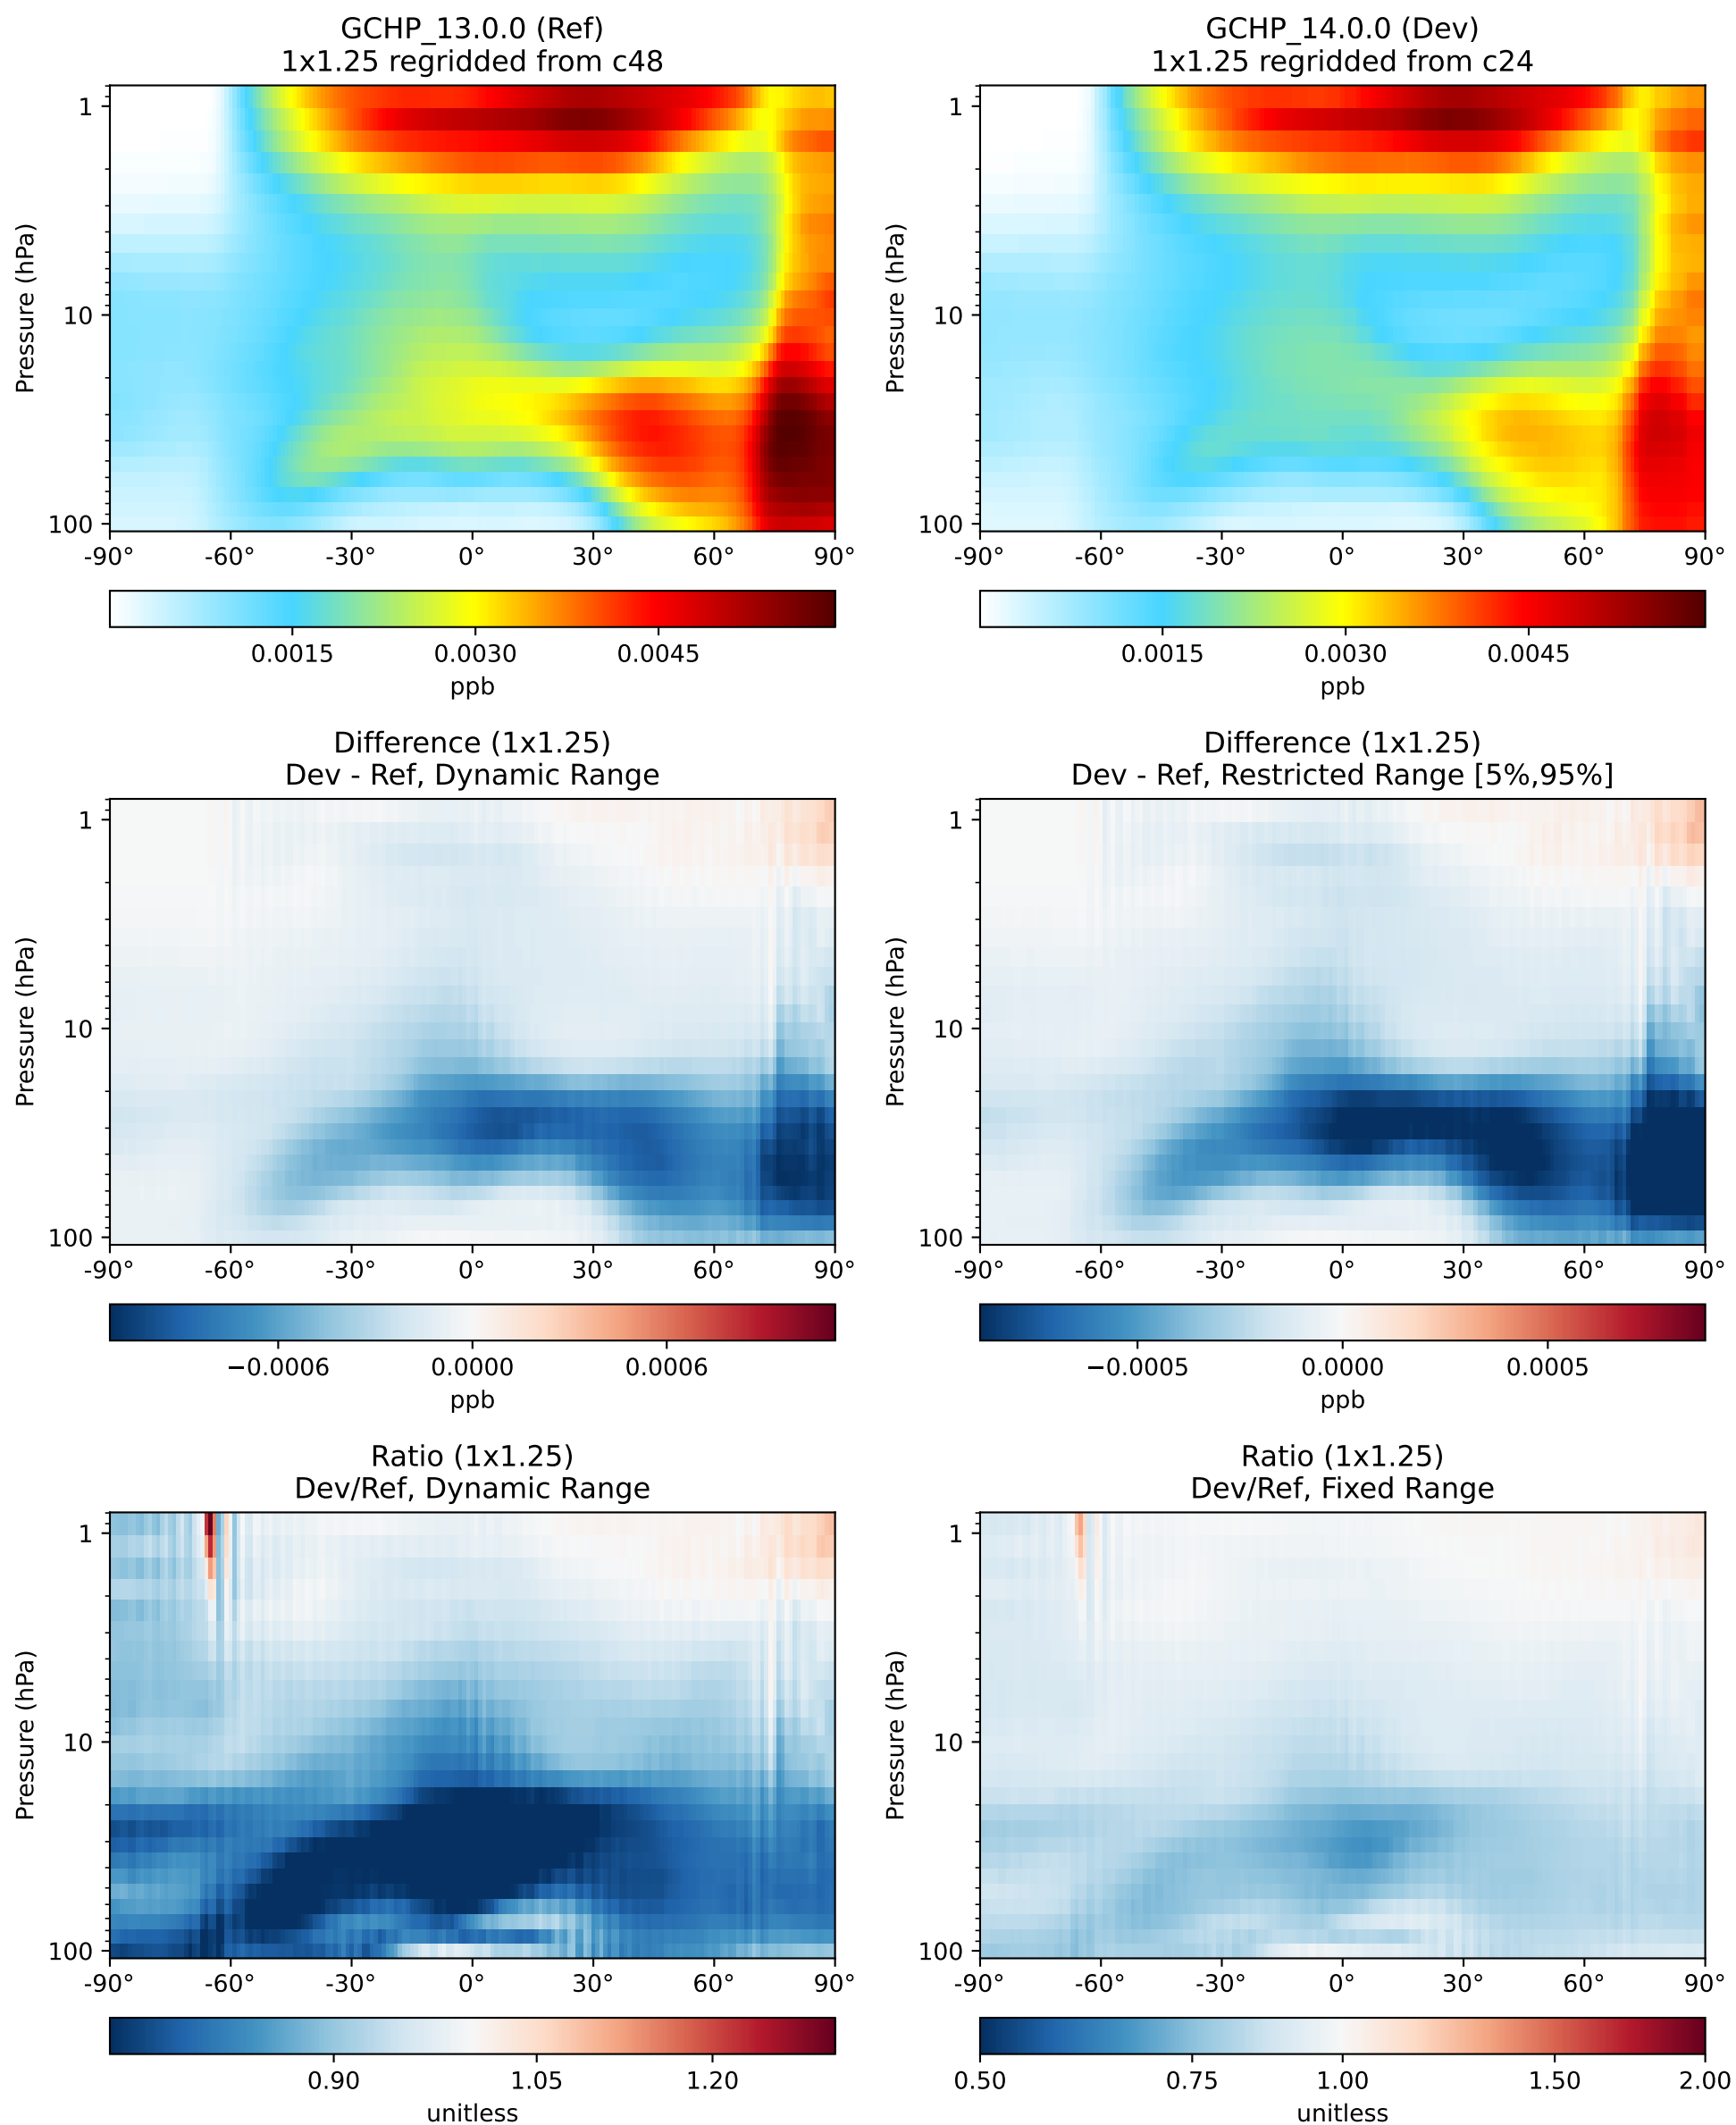 GCHP_13.0.0 (Ref)
1x1.25 regridded from c48
Pressure (hPa)
1
10
100
-90° -60° -30° 0° 30° 60° 90°
0.0015 0.0030 0.0045
ppb
GCHP_14.0.0 (Dev)
1x1.25 regridded from c24
Pressure (hPa)
1
10
100
-90° -60° -30° 0° 30° 60° 90°
0.0015 0.0030 0.0045
ppb
Difference (1x1.25)
Dev - Ref, Dynamic Range
Pressure (hPa)
1
10
100
-90° -60° -30° 0° 30° 60° 90°
−0.0006 0.0000 0.0006
ppb
Difference (1x1.25)
Dev - Ref, Restricted Range [5%,95%]
Pressure (hPa)
1
10
100
-90° -60° -30° 0° 30° 60° 90°
−0.0005 0.0000 0.0005
ppb
Ratio (1x1.25)
Dev/Ref, Dynamic Range
Pressure (hPa)
1
10
100
-90° -60° -30° 0° 30° 60° 90°
0.90 1.05 1.20
unitless
Ratio (1x1.25)
Dev/Ref, Fixed Range
Pressure (hPa)
1
10
100
-90° -60° -30° 0° 30° 60° 90°
0.50 0.75 1.00 1.50 2.00
unitless